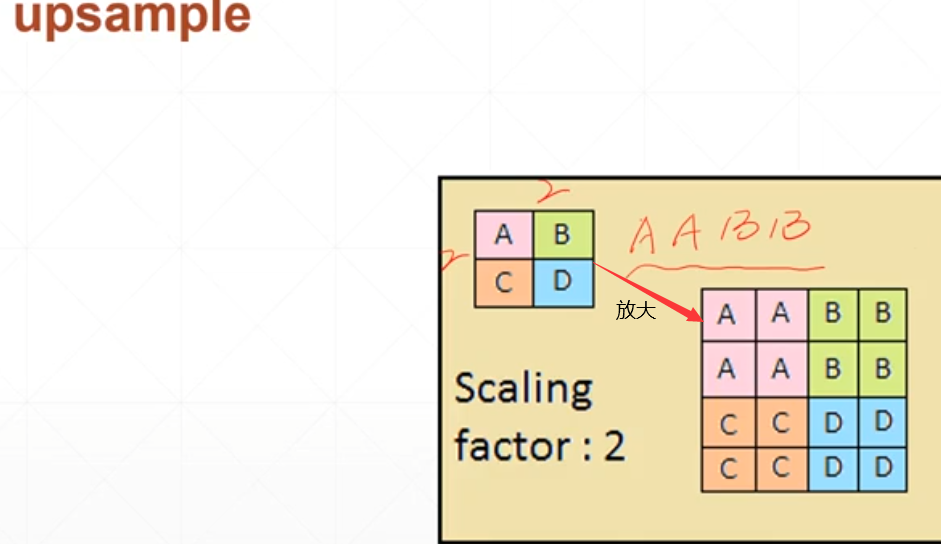 upsample
2
A B
2
C D
A A B B
放大
A A B B
A A B B
C C D D
C C D D
Scaling
factor : 2